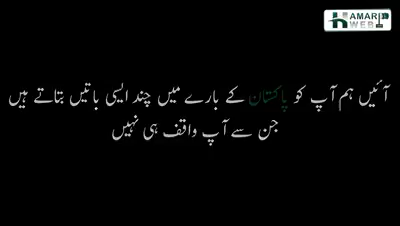 HAMARI
WEB
آئیں ہم آپ کو پاکستان کے بارے میں چند ایسی باتیں بتاتے ہیں
جن سے آپ واقف ہی نہیں